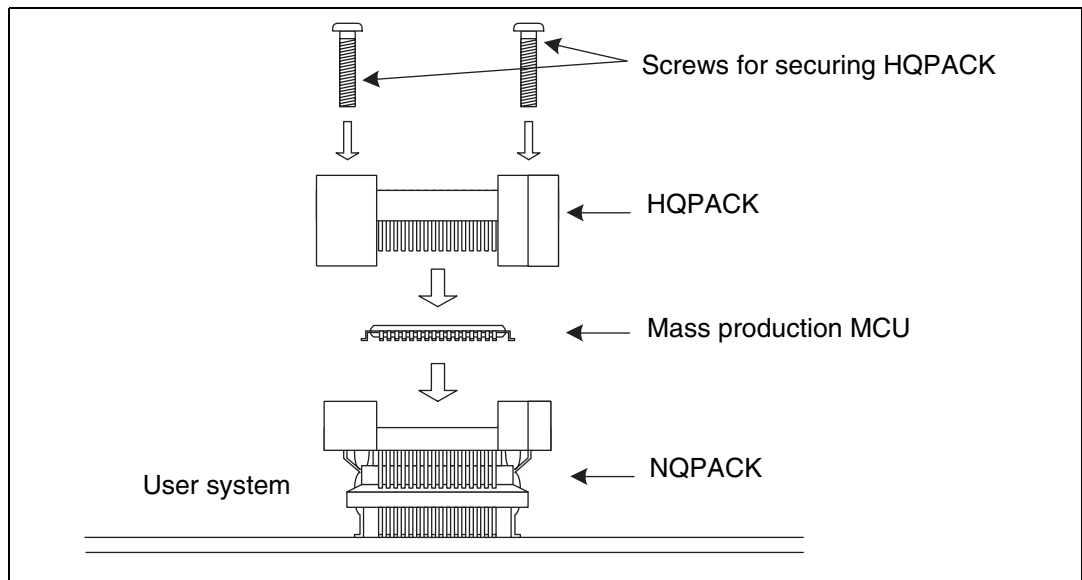 Screws for securing HQPACK
HQPACK
Mass production MCU
NQPACK
User system